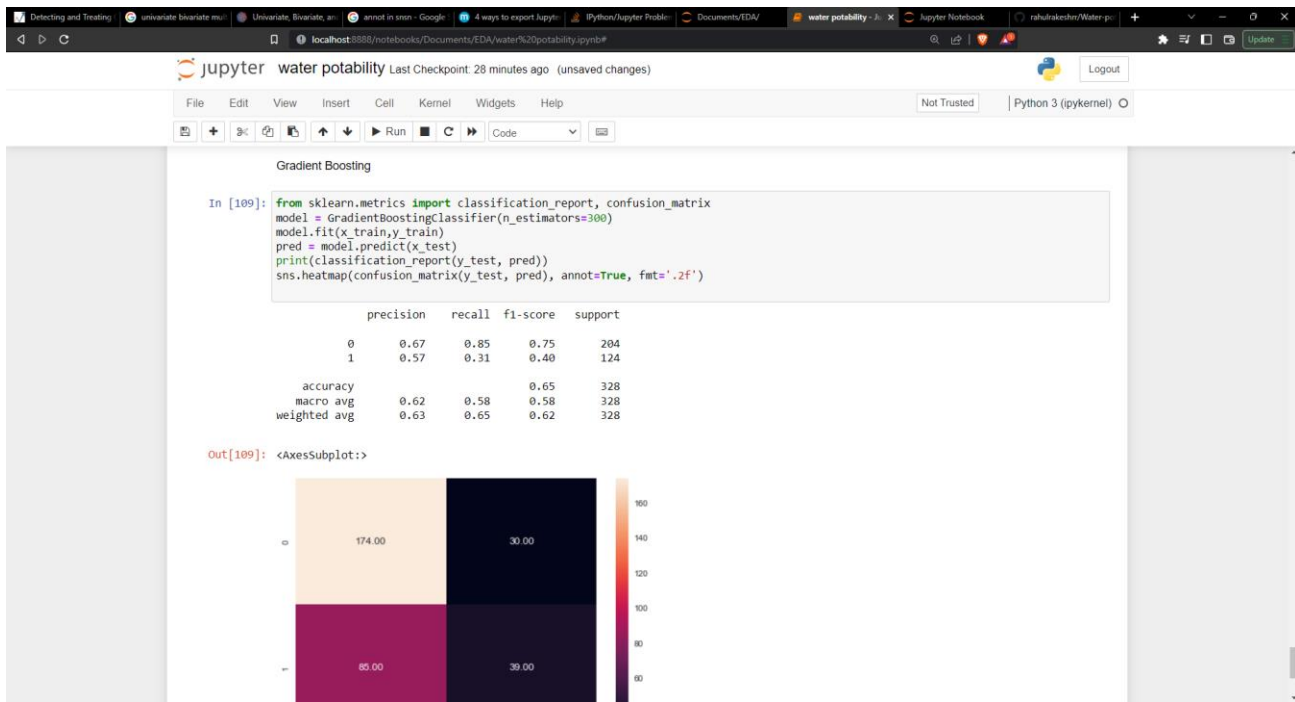 Detecting and Treating
univariate bivariate mult
Univariate, Bivariate, an
annot in snsn - Google
4 ways to export Jupyte
IPython/Jupyter Problem
Documents/EDA/
water potability - Ju
Jupyter Notebook
rahulrakeshrr/Water-po
localhost:8888/notebooks/Documents/EDA/water%20potability.ipynb#
Update
jupyter water potability Last Checkpoint: 28 minutes ago (unsaved changes)
Logout
File Edit View Insert Cell Kernel Widgets Help
Not Trusted Python 3 (ipykernel)
Run Code
Gradient Boosting
In [109]: from sklearn.metrics import classification_report, confusion_matrix
model = GradientBoostingClassifier(n_estimators=300)
model.fit(x_train,y_train)
pred = model.predict(x_test)
print(classification_report(y_test, pred))
sns.heatmap(confusion_matrix(y_test, pred), annot=True, fmt='.2f')
precision recall f1-score support
0 0.67 0.85 0.75 204
1 0.57 0.31 0.40 124
accuracy 0.65 328
macro avg 0.62 0.58 0.58 328
weighted avg 0.63 0.65 0.62 328
Out[109]: <AxesSubplot:>
160
0 174.00 30.00 140
120
100
80
1 85.00 39.00
60